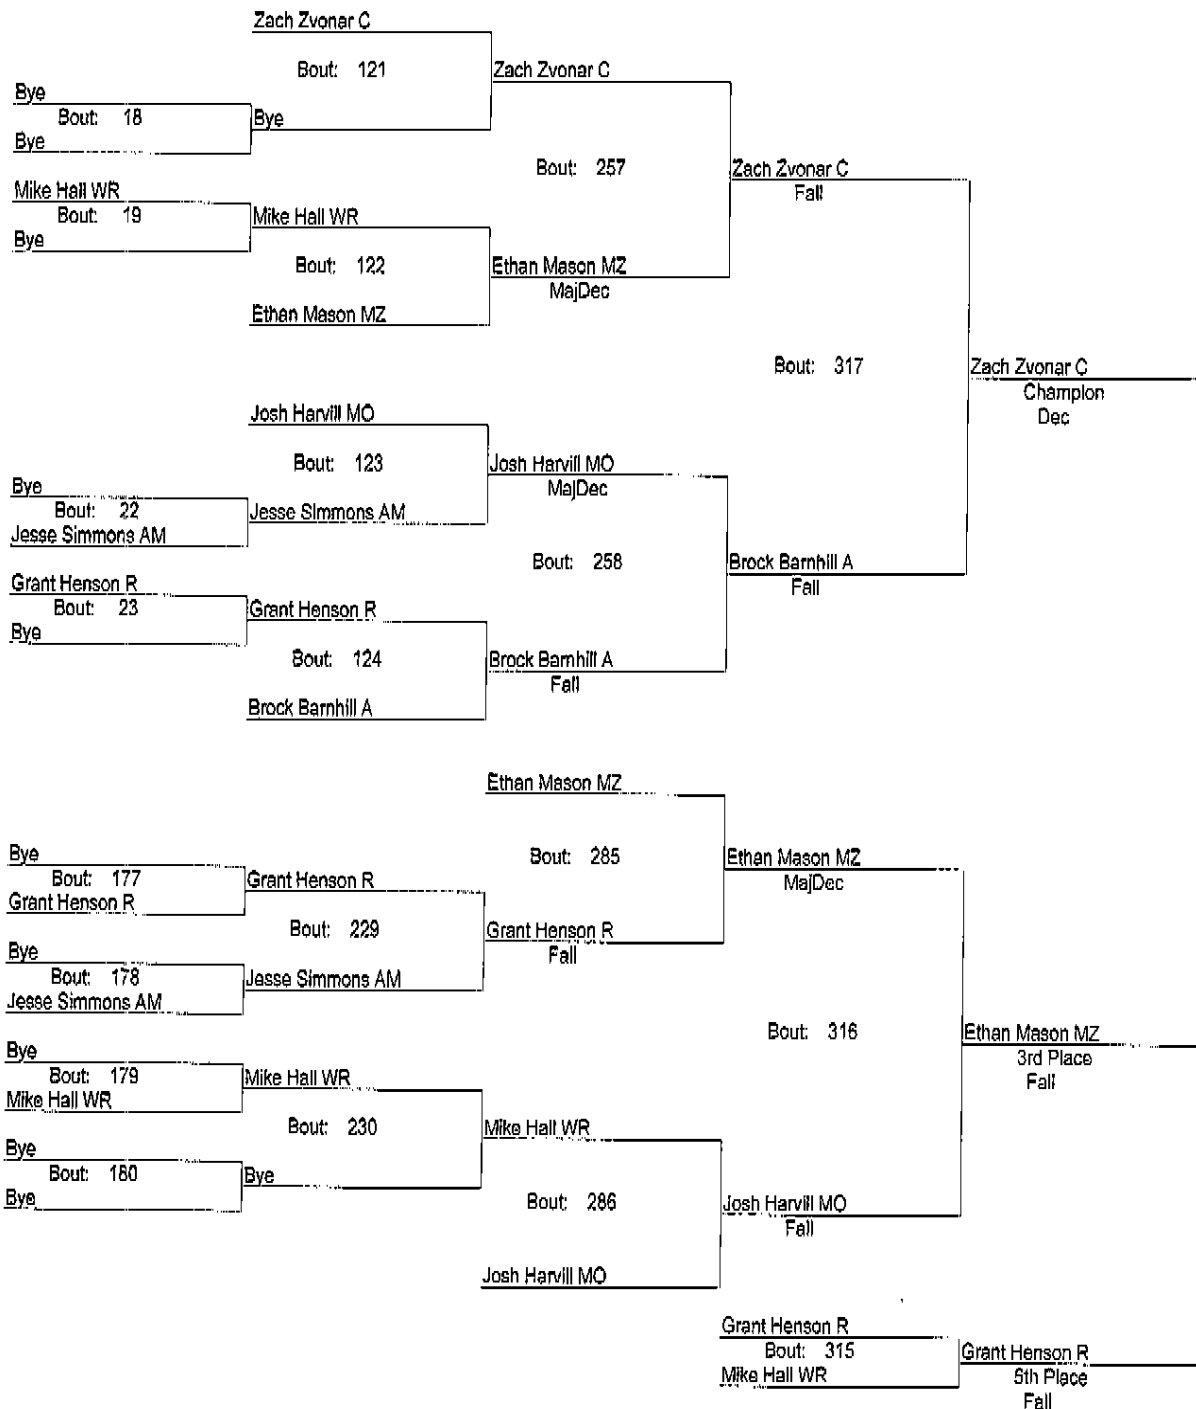 Zach Zvonar C
Bout: 121
Zach Zvonar C
Bye
Bout: 18
Bye
Bye
Bout: 257
Zach Zvonar C
Fall
Mike Hall WR
Bout: 19
Mike Hall WR
Bye
Bout: 122
Ethan Mason MZ
MajDec
Ethan Mason MZ
Bout: 317
Zach Zvonar C
Champion
Dec
Josh Harvill MO
Bout: 123
Josh Harvill MO
MajDec
Bye
Bout: 22
Jesse Simmons AM
Jesse Simmons AM
Bout: 258
Brock Barnhill A
Fall
Grant Henson R
Bout: 23
Grant Henson R
Bye
Bout: 124
Brock Barnhill A
Fall
Brock Barnhill A
Ethan Mason MZ
Bout: 285
Ethan Mason MZ
MajDec
Bye
Bout: 177
Grant Henson R
Grant Henson R
Bout: 229
Grant Henson R
Fall
Bye
Bout: 178
Jesse Simmons AM
Jesse Simmons AM
Bout: 316
Ethan Mason MZ
3rd Place
Fall
Bye
Bout: 179
Mike Hall WR
Mike Hall WR
Bout: 230
Mike Hall WR
Bye
Bout: 180
Bye
Bye
Bout: 286
Josh Harvill MO
Fall
Josh Harvill MO
Grant Henson R
Bout: 315
Mike Hall WR
Grant Henson R
5th Place
Fall